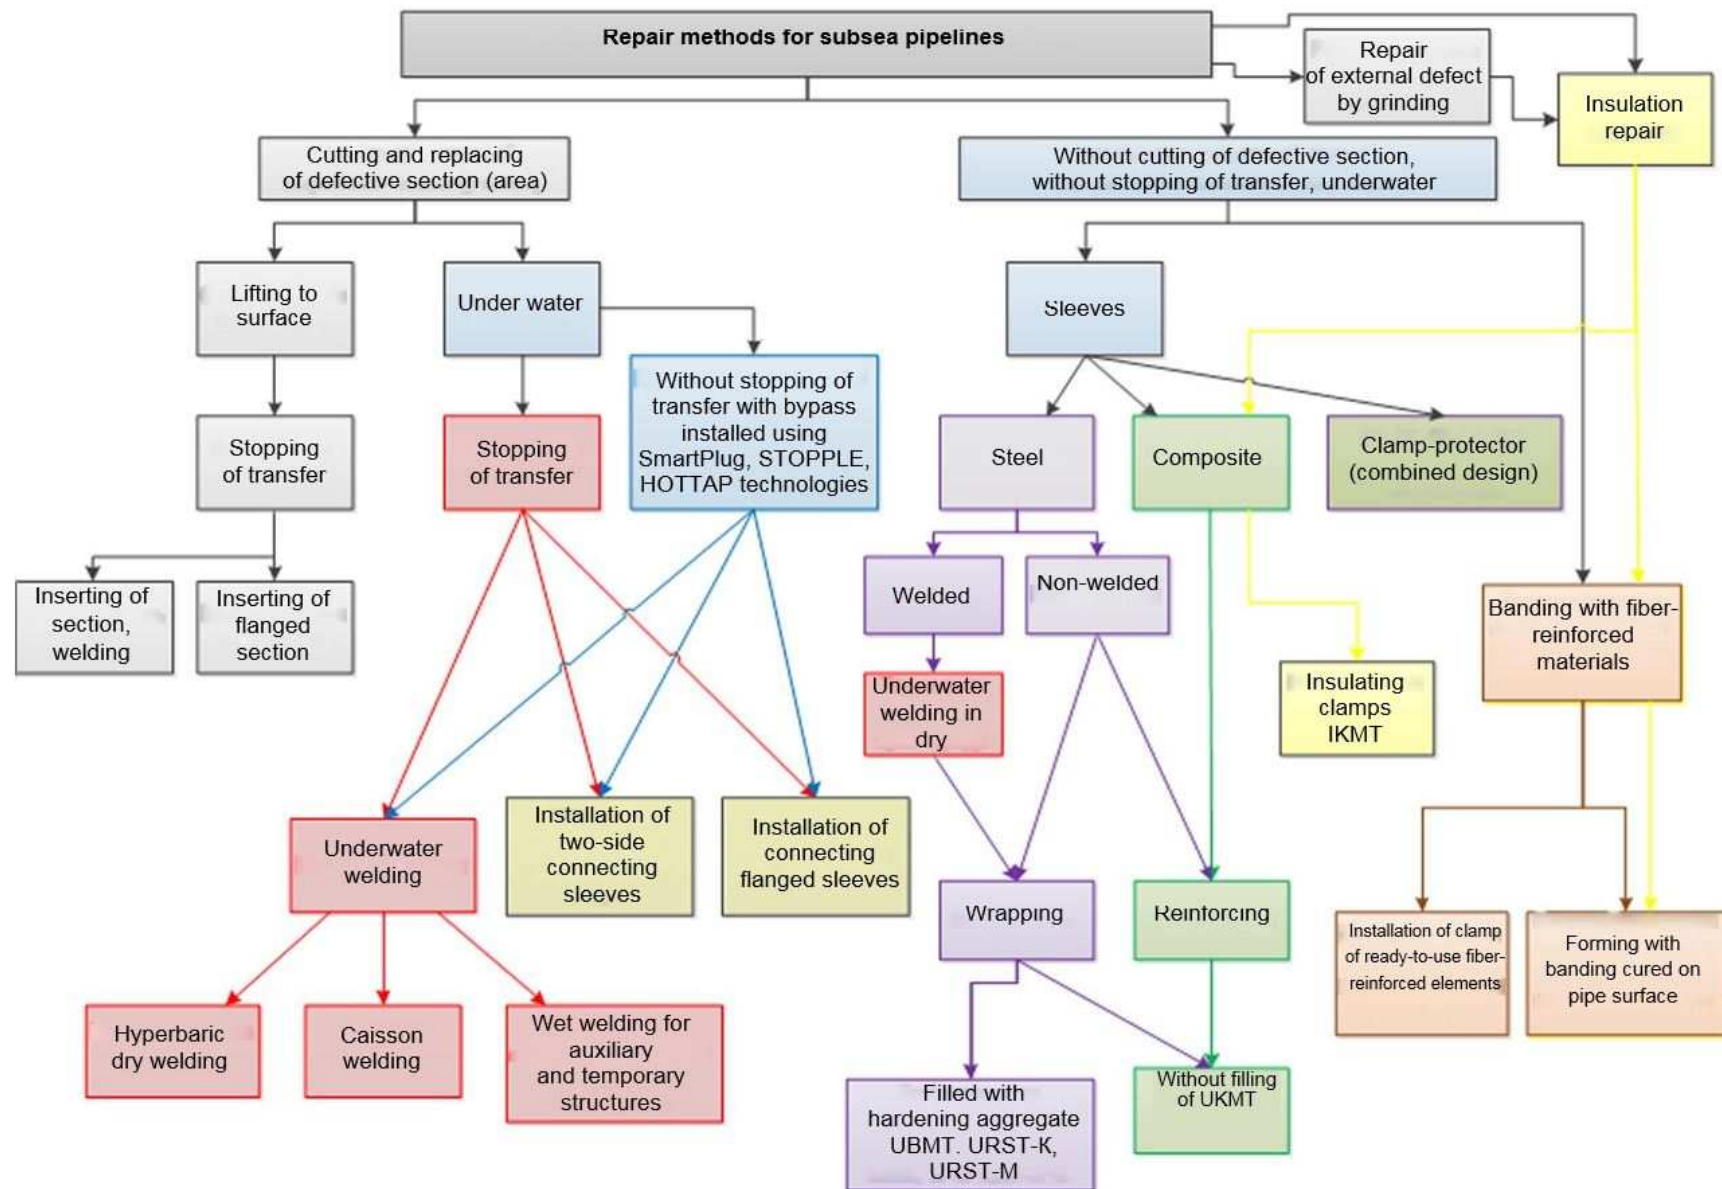 Repair methods for subsea pipelines
Repair
of external defect
by grinding
Insulation
repair
Cutting and replacing
of defective section (area)
Without cutting of defective section,
without stopping of transfer, underwater
Lifting to
surface
Under water
Sleeves
Stopping
of transfer
Stopping
of transfer
Without stopping of
transfer with bypass
installed using
SmartPlug, STOPPLE,
HOTTAP technologies
Steel
Composite
Clamp-protector
(combined design)
Inserting of
section,
welding
Inserting of
flanged
section
Welded
Non-welded
Banding with fiber-
reinforced
materials
Underwater
welding in
dry
Insulating
clamps
IKMT
Underwater
welding
Installation of
two-side
connecting
sleeves
Installation of
connecting
flanged sleeves
Wrapping
Reinforcing
Installation of clamp
of ready-to-use fiber-
reinforced elements
Forming with
banding cured on
pipe surface
Hyperbaric
dry welding
Caisson
welding
Wet welding for
auxiliary
and temporary
structures
Filled with
hardening aggregate
UBMT. URST-K,
URST-M
Without filling
of UKMT